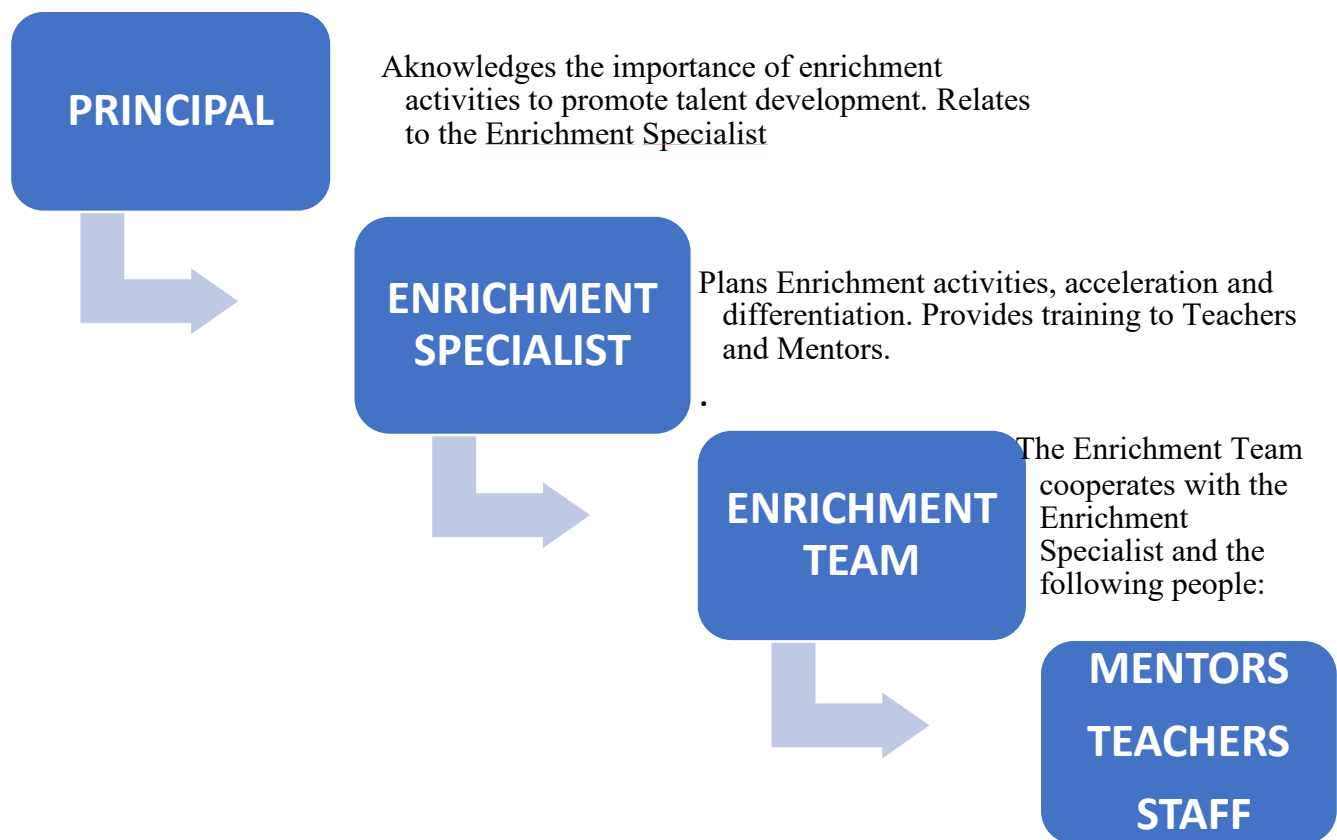 PRINCIPAL
Aknowledges the importance of enrichment
activities to promote talent development. Relates
to the Enrichment Specialist
ENRICHMENT
SPECIALIST
Plans Enrichment activities, acceleration and
differentiation. Provides training to Teachers
and Mentors.
.
ENRICHMENT
TEAM
The Enrichment Team
cooperates with the
Enrichment
Specialist and the
following people:
MENTORS
TEACHERS
STAFF